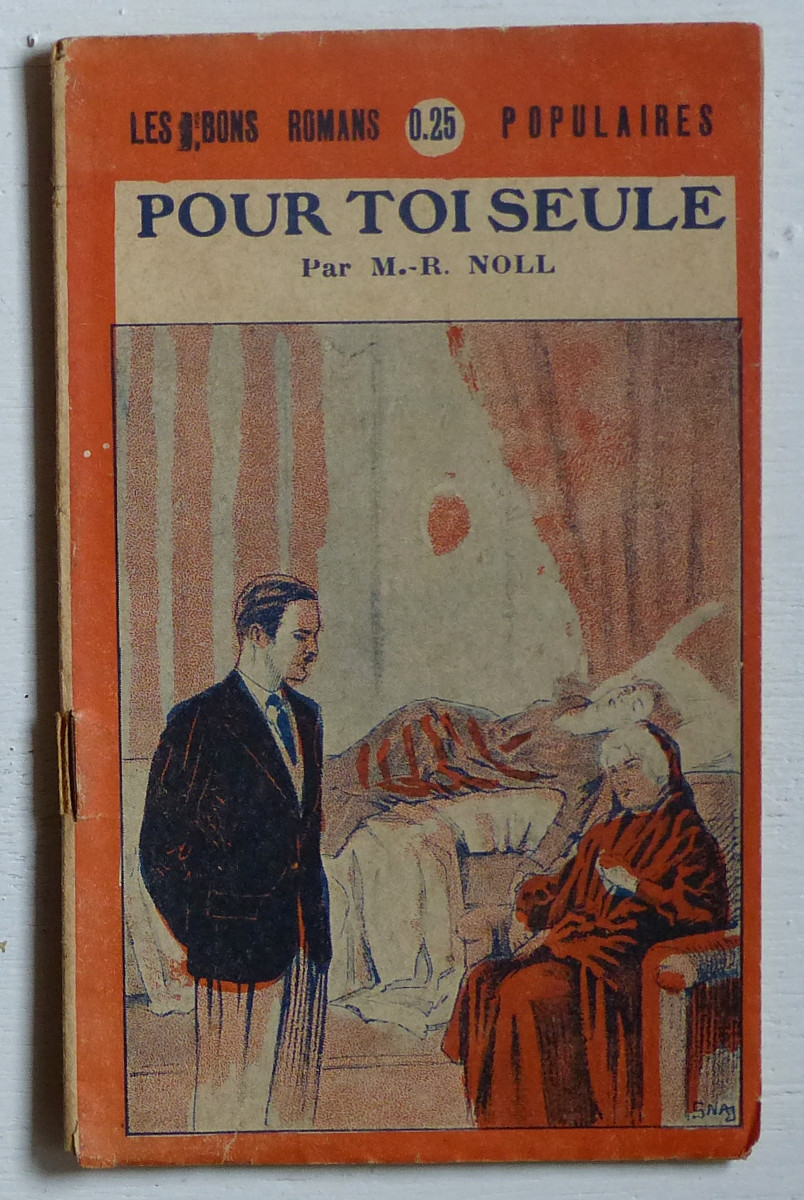 LES BONS ROMANS 0.25 POPULAIRES
POUR TOI SEULE
Par M.-R. NOLL